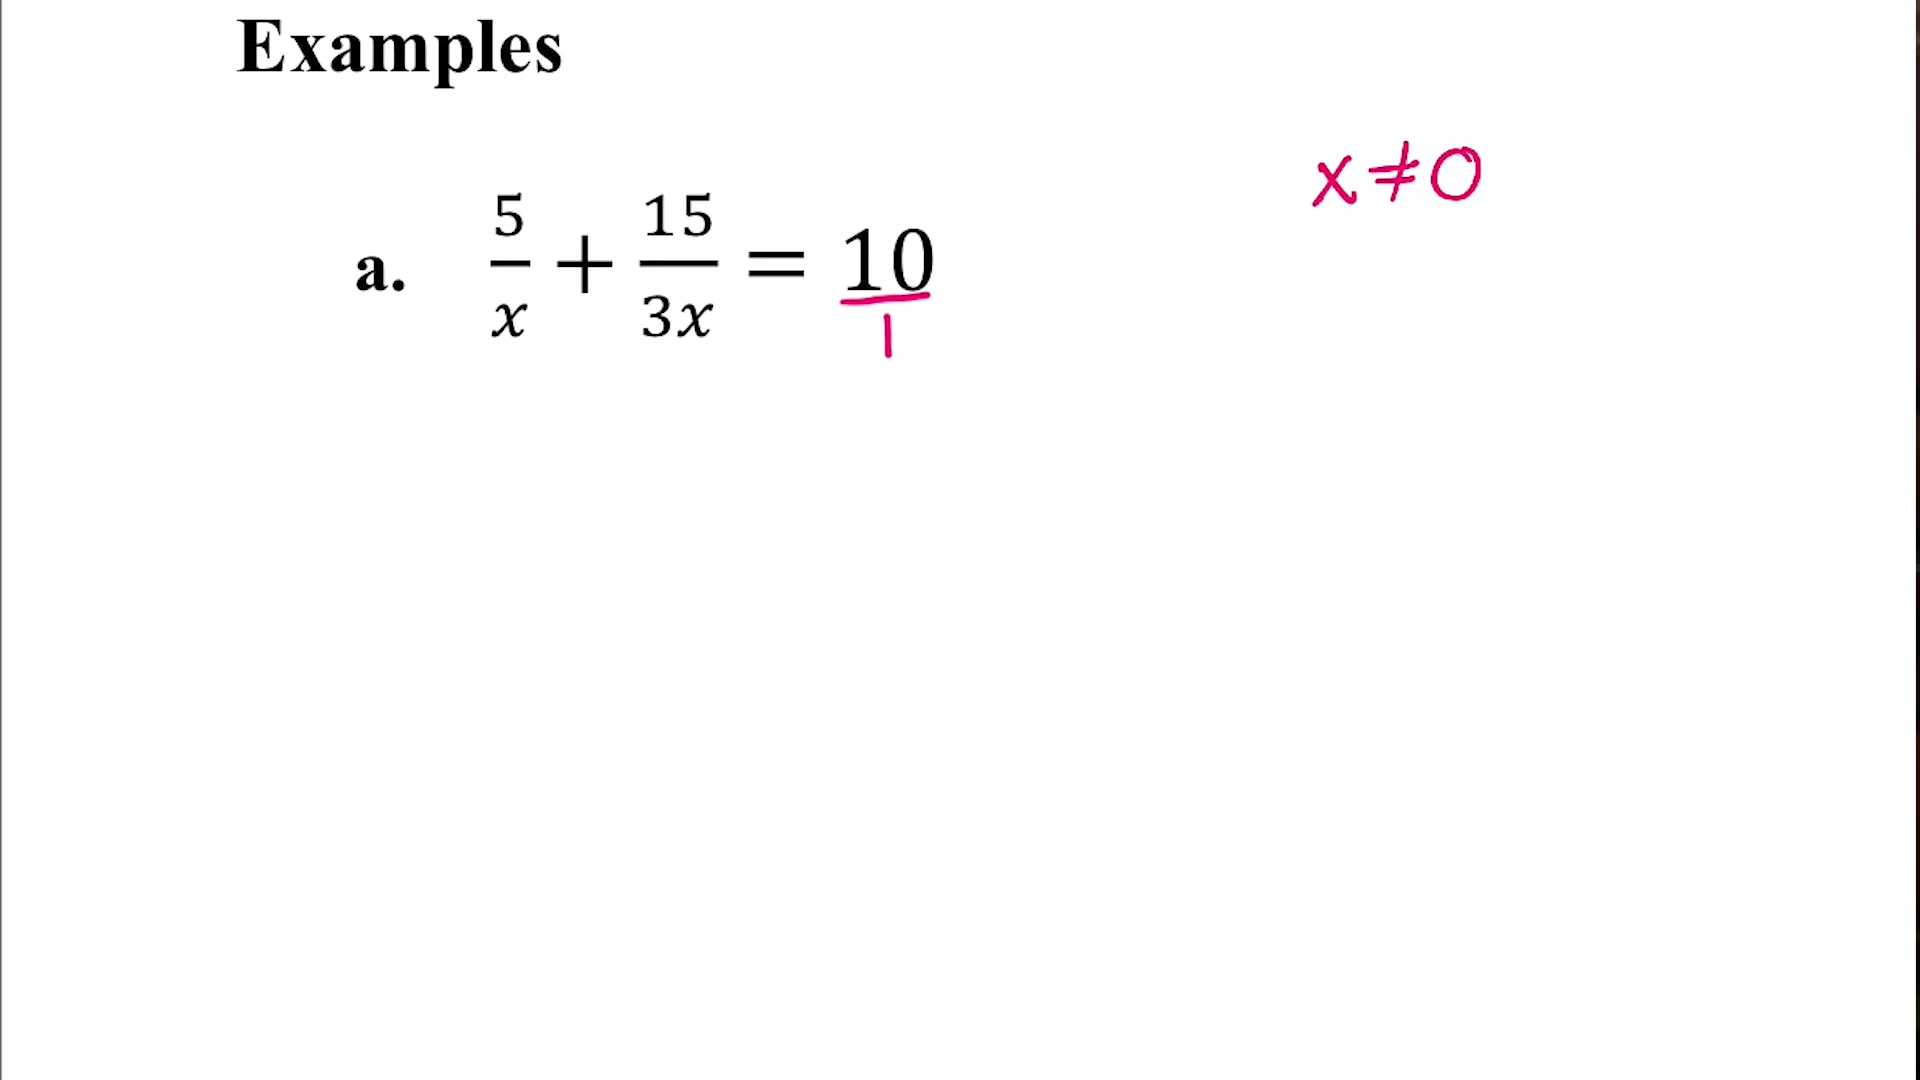 Examples
x≠0
a. 5/x + 15/3x = 10/1